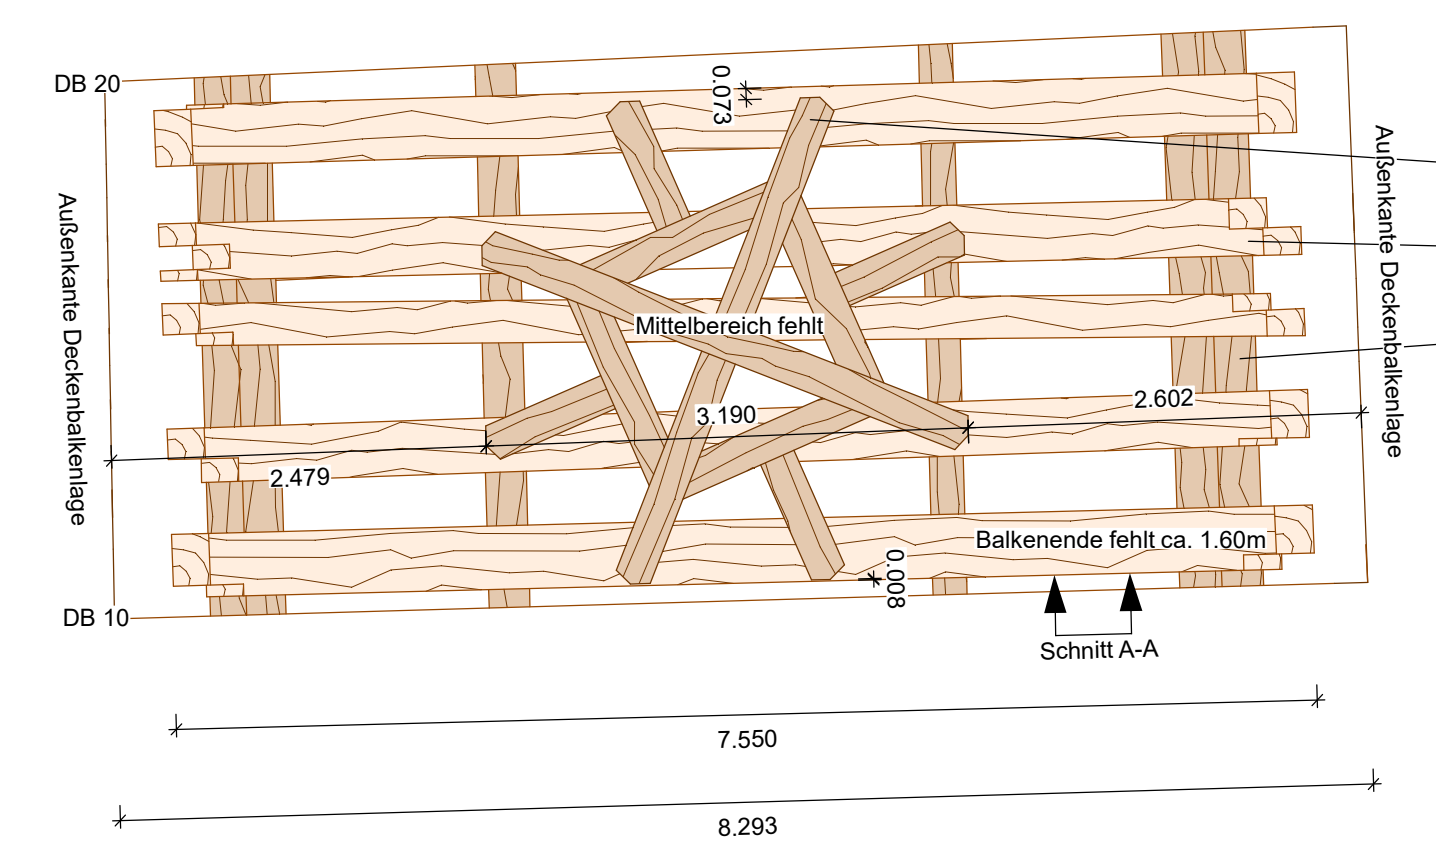 DB 20
0.073
Außenkante Deckenbalkenlage
Außenkante Deckenbalkenlage
Mittelbereich fehlt
2.602
3.190
2.479
Balkenende fehlt ca. 1.60m
0.008
DB 10
Schnitt A-A
7.550
8.293